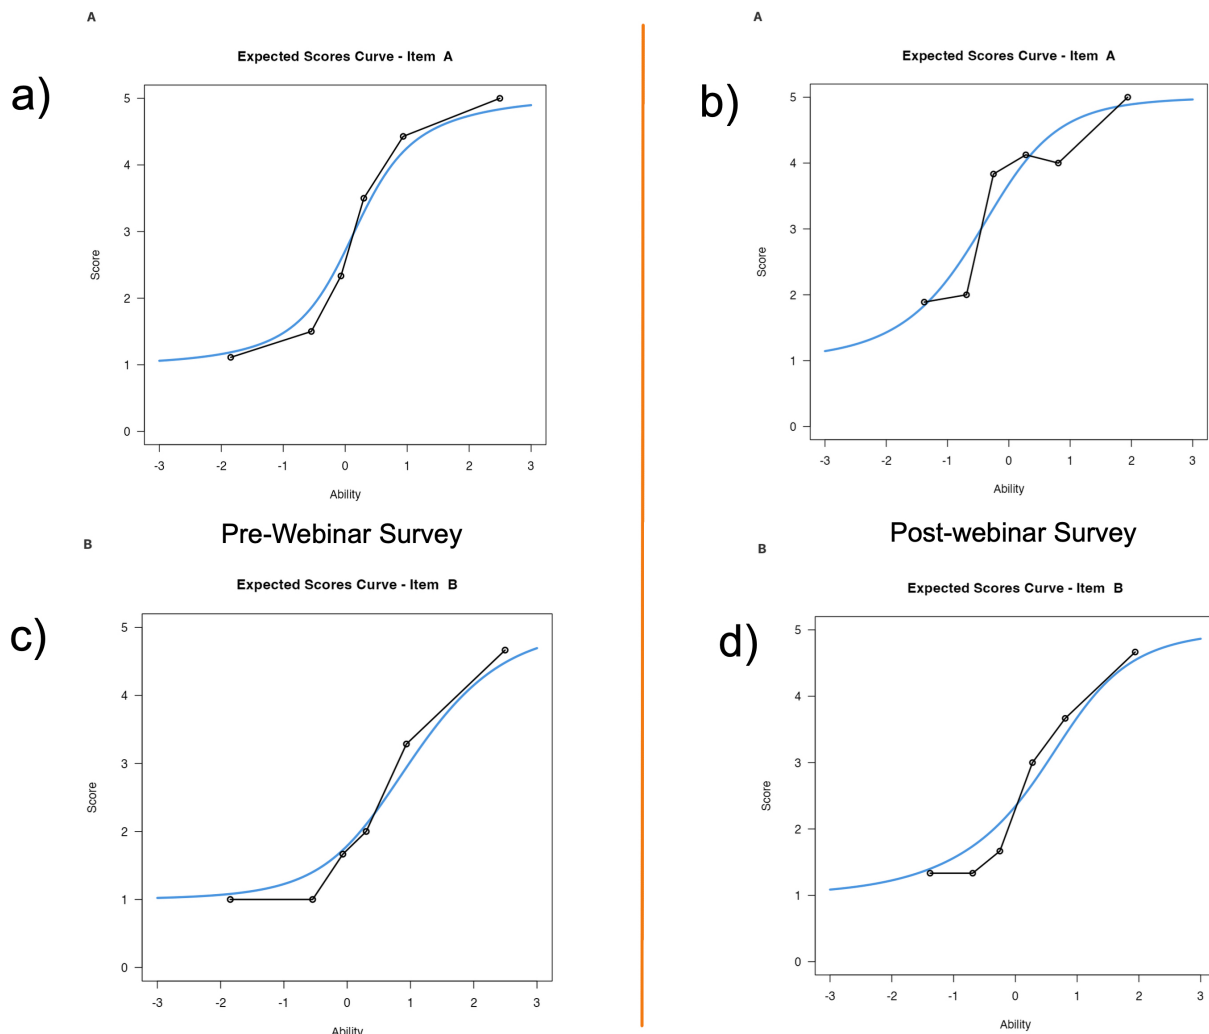 A
Expected Scores Curve - Item A
a)
5
4
3
2
1
0
Score
-3 -2 -1 0 1 2 3
Ability
A
Expected Scores Curve - Item A
b)
5
4
3
2
1
0
Score
-3 -2 -1 0 1 2 3
Ability
Pre-Webinar Survey
Post-webinar Survey
B
Expected Scores Curve - Item B
c)
5
4
3
2
1
0
Score
-3 -2 -1 0 1 2 3
Ability
B
Expected Scores Curve - Item B
d)
5
4
3
2
1
0
Score
-3 -2 -1 0 1 2 3
Ability